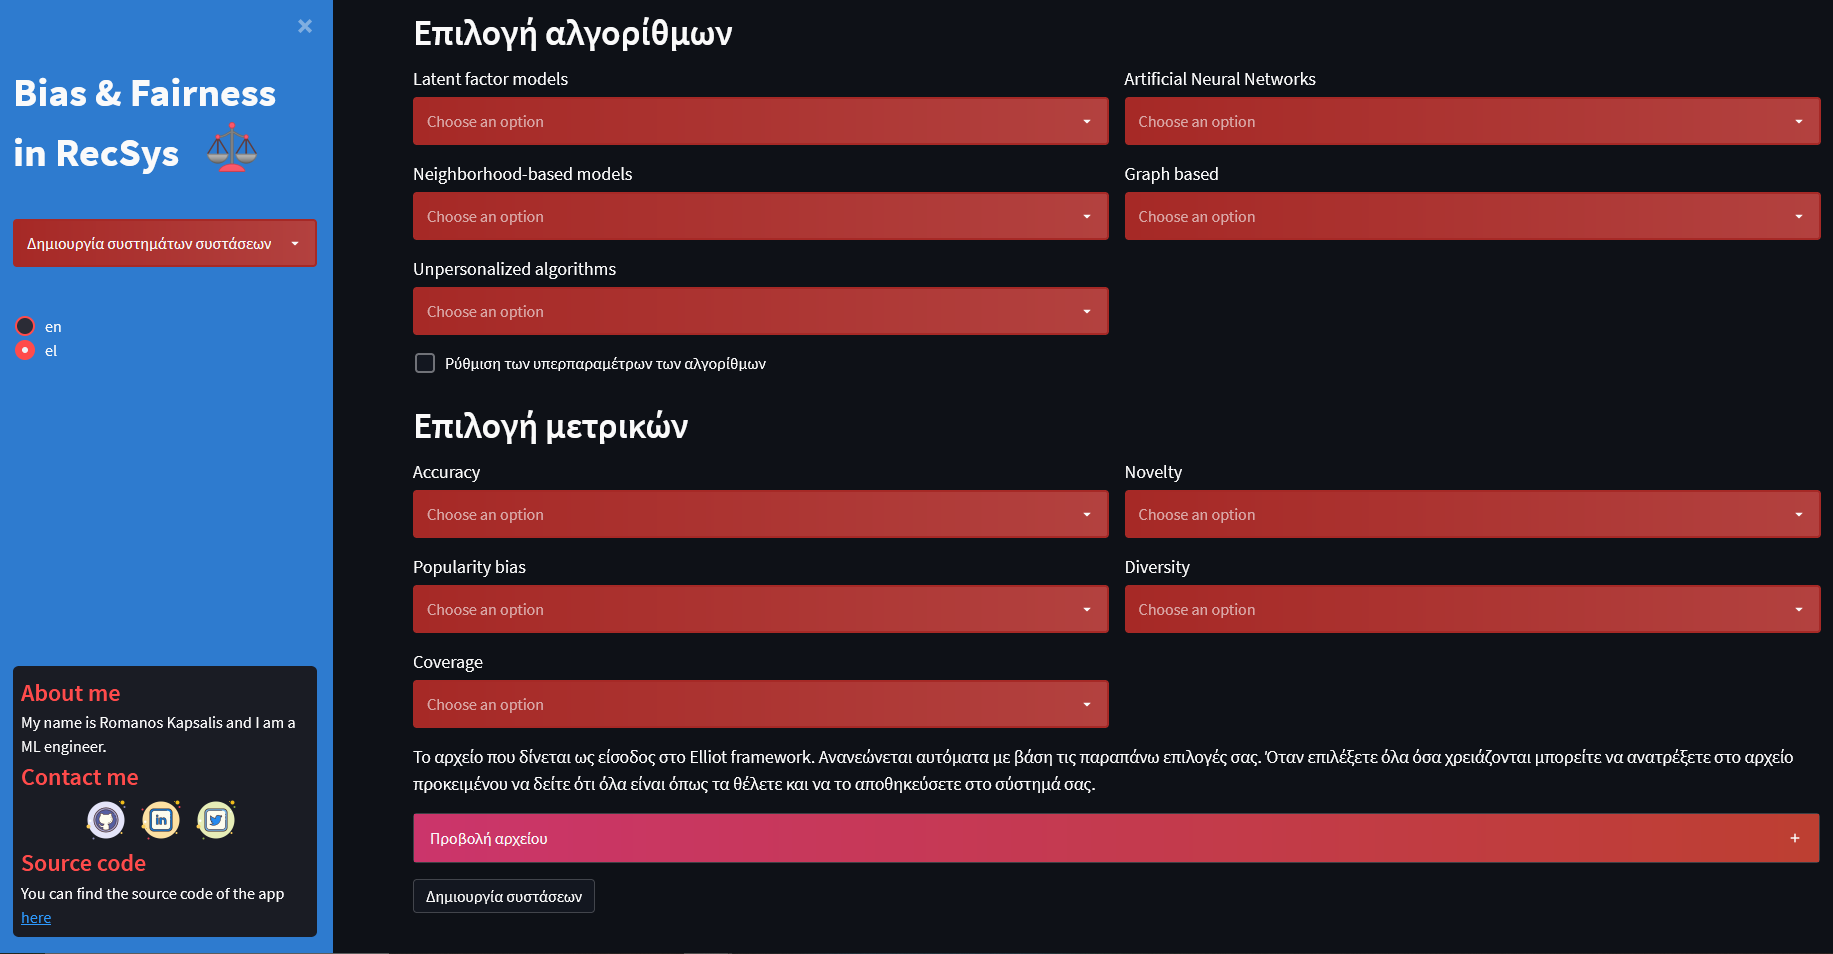 ×
Bias & Fairness
in RecSys
Δημιουργία συστημάτων συστάσεων
en
el
About me
My name is Romanos Kapsalis and I am a
ML engineer.
Contact me
in
Source code
You can find the source code of the app
here
Επιλογή αλγορίθμων
Latent factor models
Artificial Neural Networks
Choose an option
Choose an option
Neighborhood-based models
Graph based
Choose an option
Choose an option
Unpersonalized algorithms
Choose an option
Ρύθμιση των υπερπαραμέτρων των αλγορίθμων
Επιλογή μετρικών
Accuracy
Novelty
Choose an option
Choose an option
Popularity bias
Diversity
Choose an option
Choose an option
Coverage
Choose an option
Το αρχείο που δίνεται ως είσοδος στο Elliot framework. Ανανεώνεται αυτόματα με βάση τις παραπάνω επιλογές σας. Όταν επιλέξετε όλα όσα χρειάζονται μπορείτε να ανατρέξετε στο αρχείο
προκειμένου να δείτε ότι όλα είναι όπως τα θέλετε και να το αποθηκεύσετε στο σύστημά σας.
Προβολή αρχείου +
Δημιουργία συστάσεων